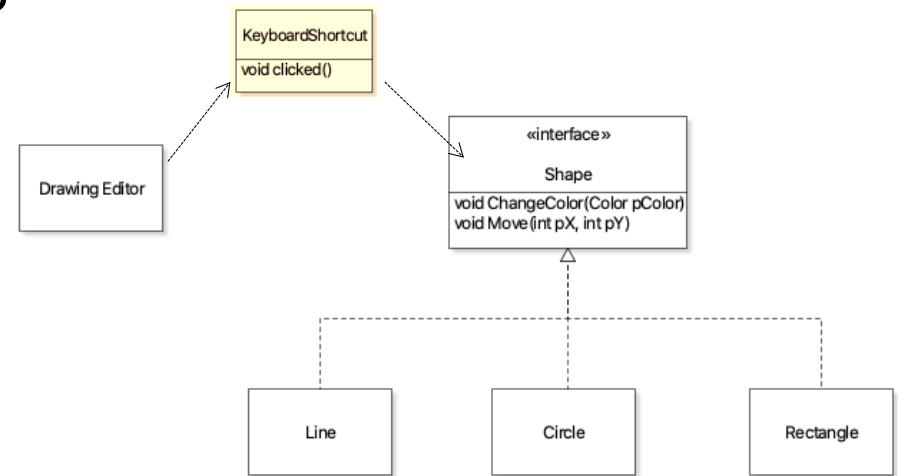 KeyboardShortcut
void clicked()
«interface»
Shape
void ChangeColor(Color pColor)
void Move(int pX, int pY)
Drawing Editor
Line
Circle
Rectangle